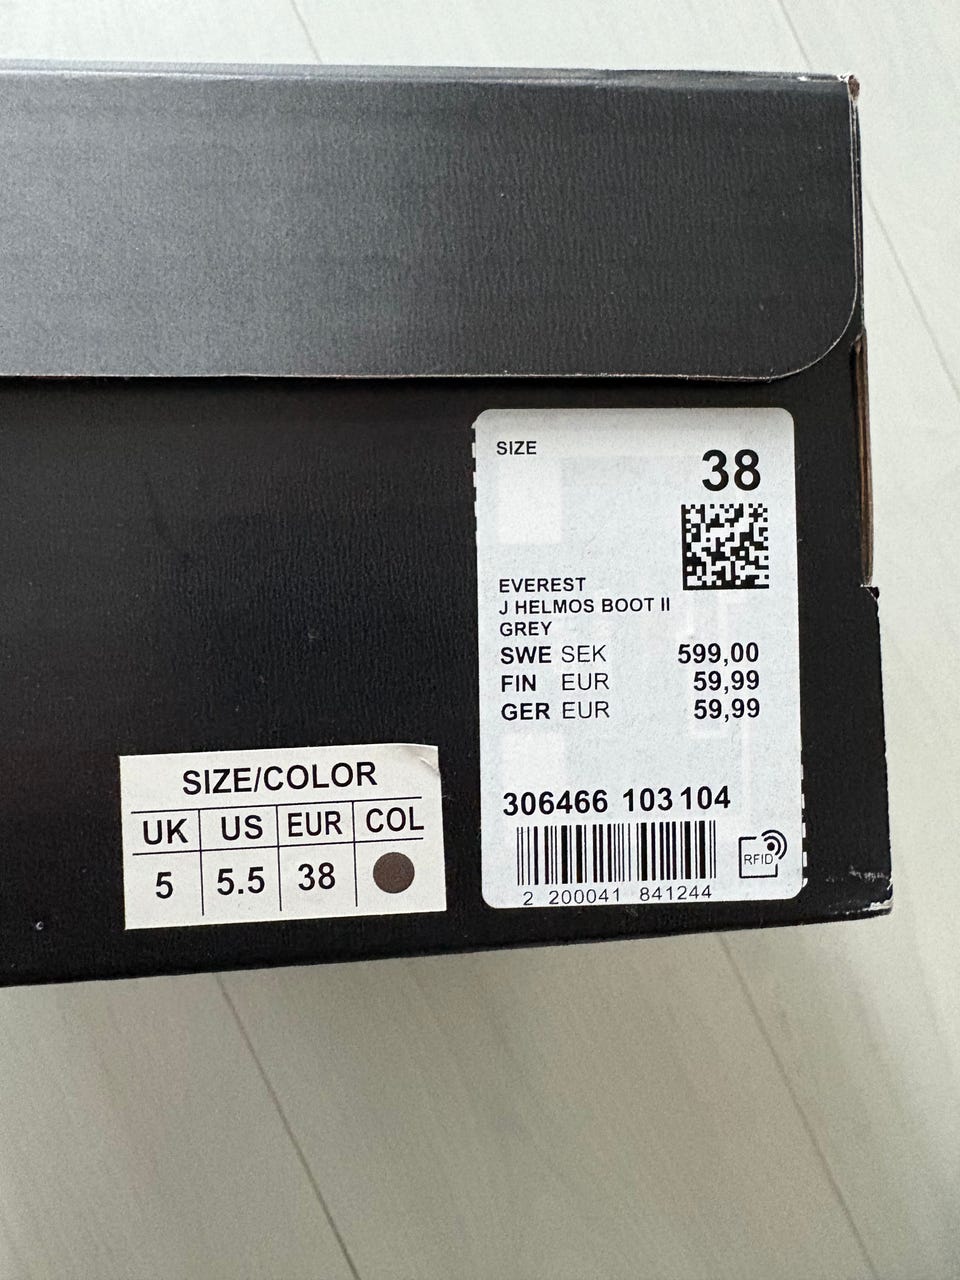 SIZE
38
EVEREST
J HELMOS BOOT II
GREY
SWE SEK 599,00
FIN EUR 59,99
GER EUR 59,99
306466 103 104
2 200041 841244
RFID
SIZE/COLOR
UK US EUR COL
5 5.5 38